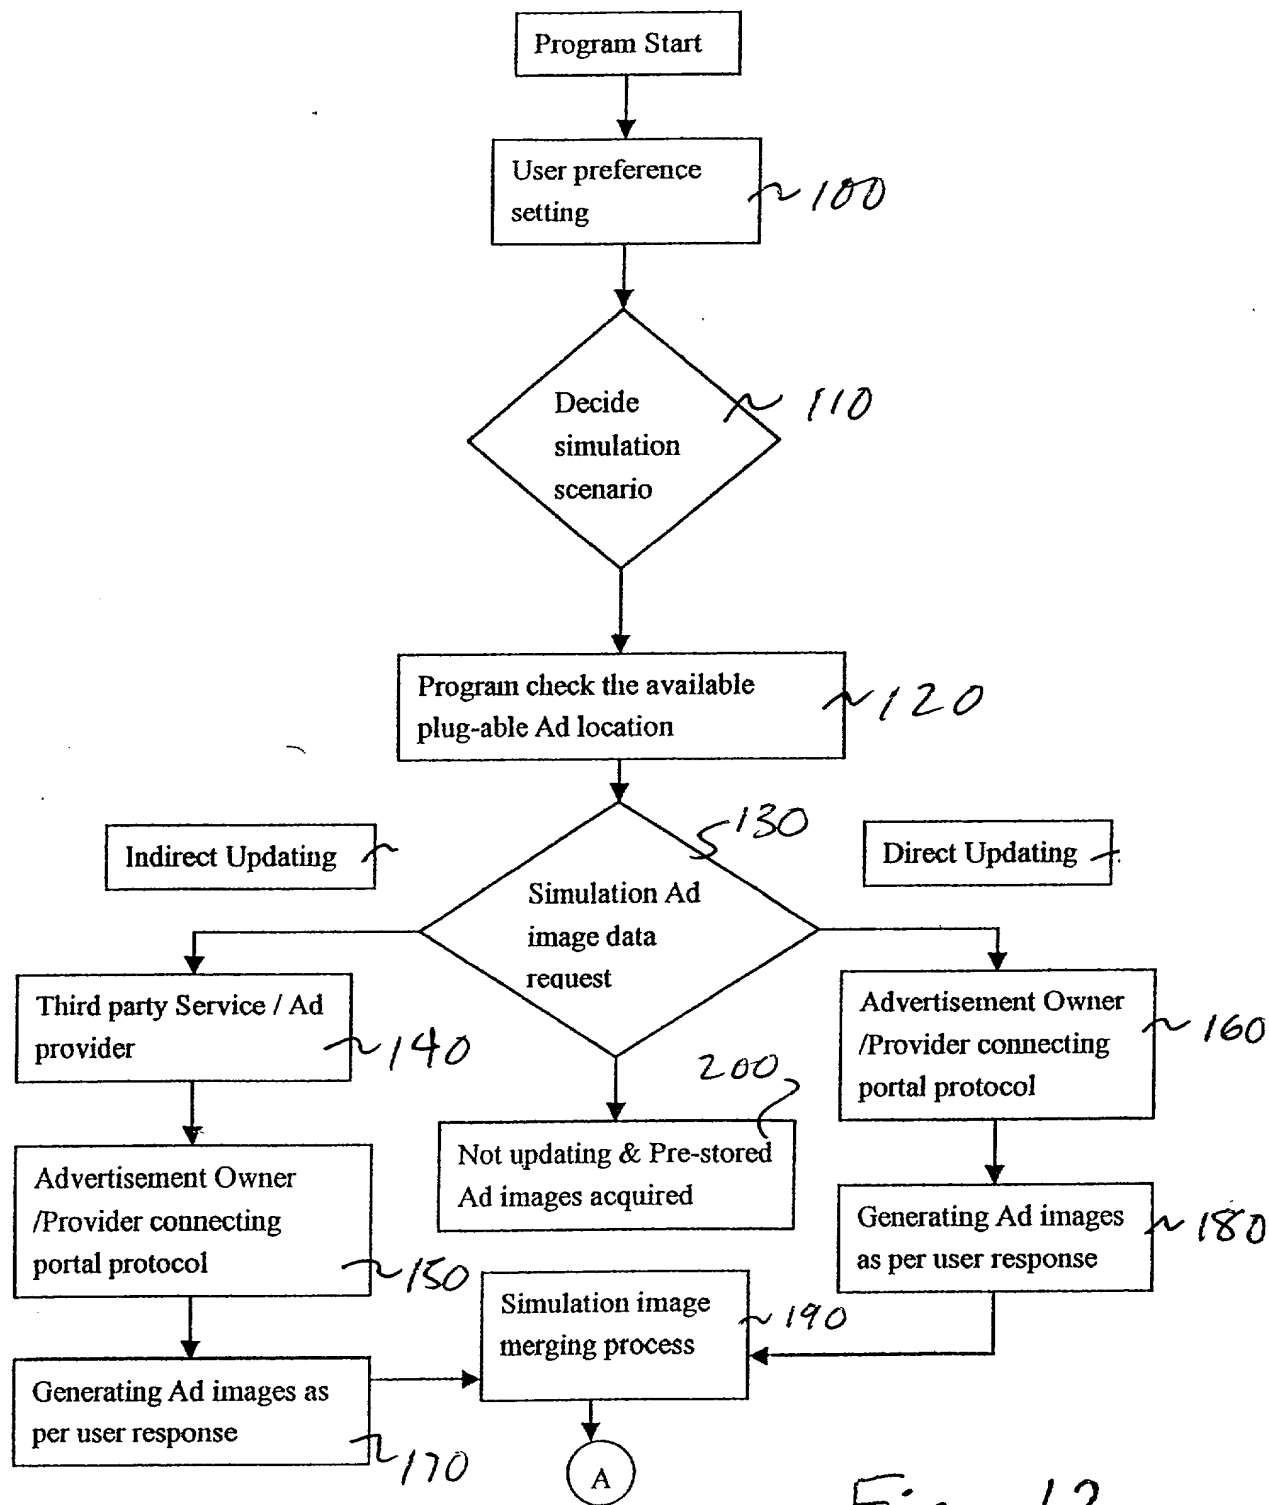 Program Start
User preference
setting
100
Decide
simulation
scenario
110
Program check the available
plug-able Ad location
120
Indirect Updating
130
Direct Updating
Simulation Ad
image data
request
Third party Service / Ad
provider
140
Advertisement Owner
/Provider connecting
portal protocol
160
200
Not updating & Pre-stored
Ad images acquired
Advertisement Owner
/Provider connecting
portal protocol
150
Generating Ad images
as per user response
180
Simulation image
merging process
190
Generating Ad images as
per user response
170
A